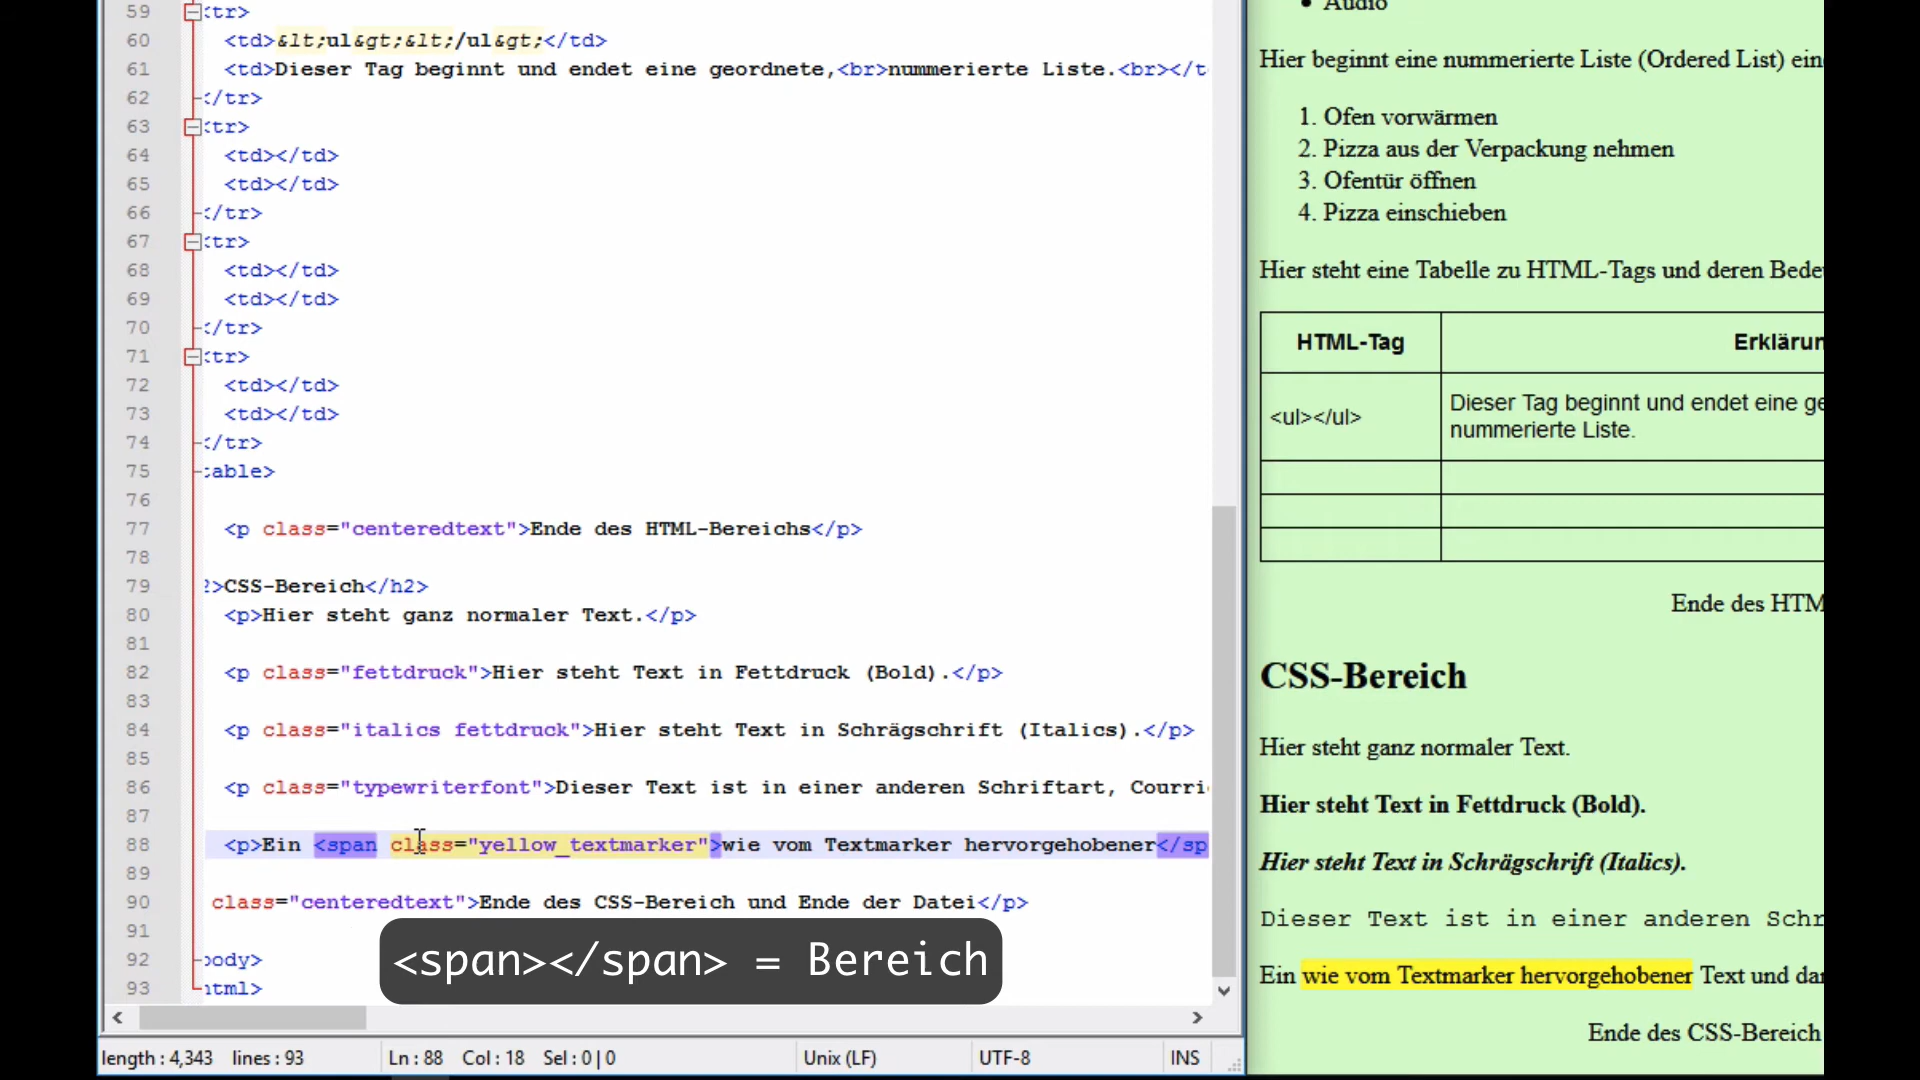 59 <tr>
60 <td>&lt;ul&gt;&lt;/ul&gt;</td>
61 <td>Dieser Tag beginnt und endet eine geordnete,<br>nummerierte Liste.<br></t
62 </tr>
63 <tr>
64 <td></td>
65 <td></td>
66 </tr>
67 <tr>
68 <td></td>
69 <td></td>
70 </tr>
71 <tr>
72 <td></td>
73 <td></td>
74 </tr>
75 table>
76
77 <p class="centeredtext">Ende des HTML-Bereichs</p>
78
79 2>CSS-Bereich</h2>
80 <p>Hier steht ganz normaler Text.</p>
81
82 <p class="fettdruck">Hier steht Text in Fettdruck (Bold).</p>
83
84 <p class="italics fettdruck">Hier steht Text in Schrägschrift (Italics).</p>
85
86 <p class="typewriterfont">Dieser Text ist in einer anderen Schriftart, Courri
87
88 <p>Ein <span class="yellow_textmarker">wie vom Textmarker hervorgehobener</sp
89
90 class="centeredtext">Ende des CSS-Bereich und Ende der Datei</p>
91
92 body>
93 html>
<span></span> = Bereich
length : 4,343 lines : 93 Ln : 88 Col : 18 Sel : 0 | 0 Unix (LF) UTF-8 INS
• Audio
Hier beginnt eine nummerierte Liste (Ordered List) ein
1. Ofen vorwärmen
2. Pizza aus der Verpackung nehmen
3. Ofentür öffnen
4. Pizza einschieben
Hier steht eine Tabelle zu HTML-Tags und deren Bede
HTML-Tag Erklärun
<ul></ul> Dieser Tag beginnt und endet eine ge
nummerierte Liste.
Ende des HTM
CSS-Bereich
Hier steht ganz normaler Text.
Hier steht Text in Fettdruck (Bold).
Hier steht Text in Schrägschrift (Italics).
Dieser Text ist in einer anderen Schr
Ein wie vom Textmarker hervorgehobener Text und dan
Ende des CSS-Bereich